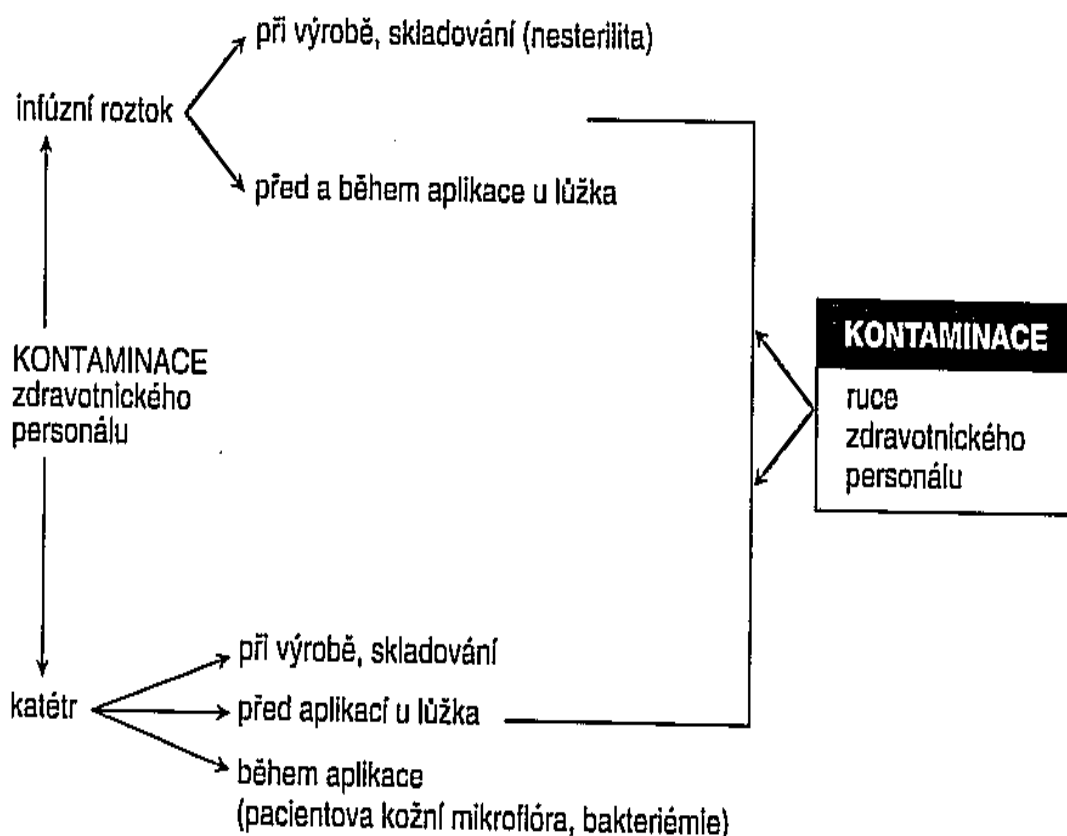 při výrobě, skladování (nesterilita)
infúzní roztok
před a během aplikace u lůžka
KONTAMINACE
zdravotnického
personálu
KONTAMINACE
ruce
zdravotnického
personálu
při výrobě, skladování
katétr
před aplikací u lůžka
během aplikace
(pacientova kožní mikroflóra, bakteriémie)